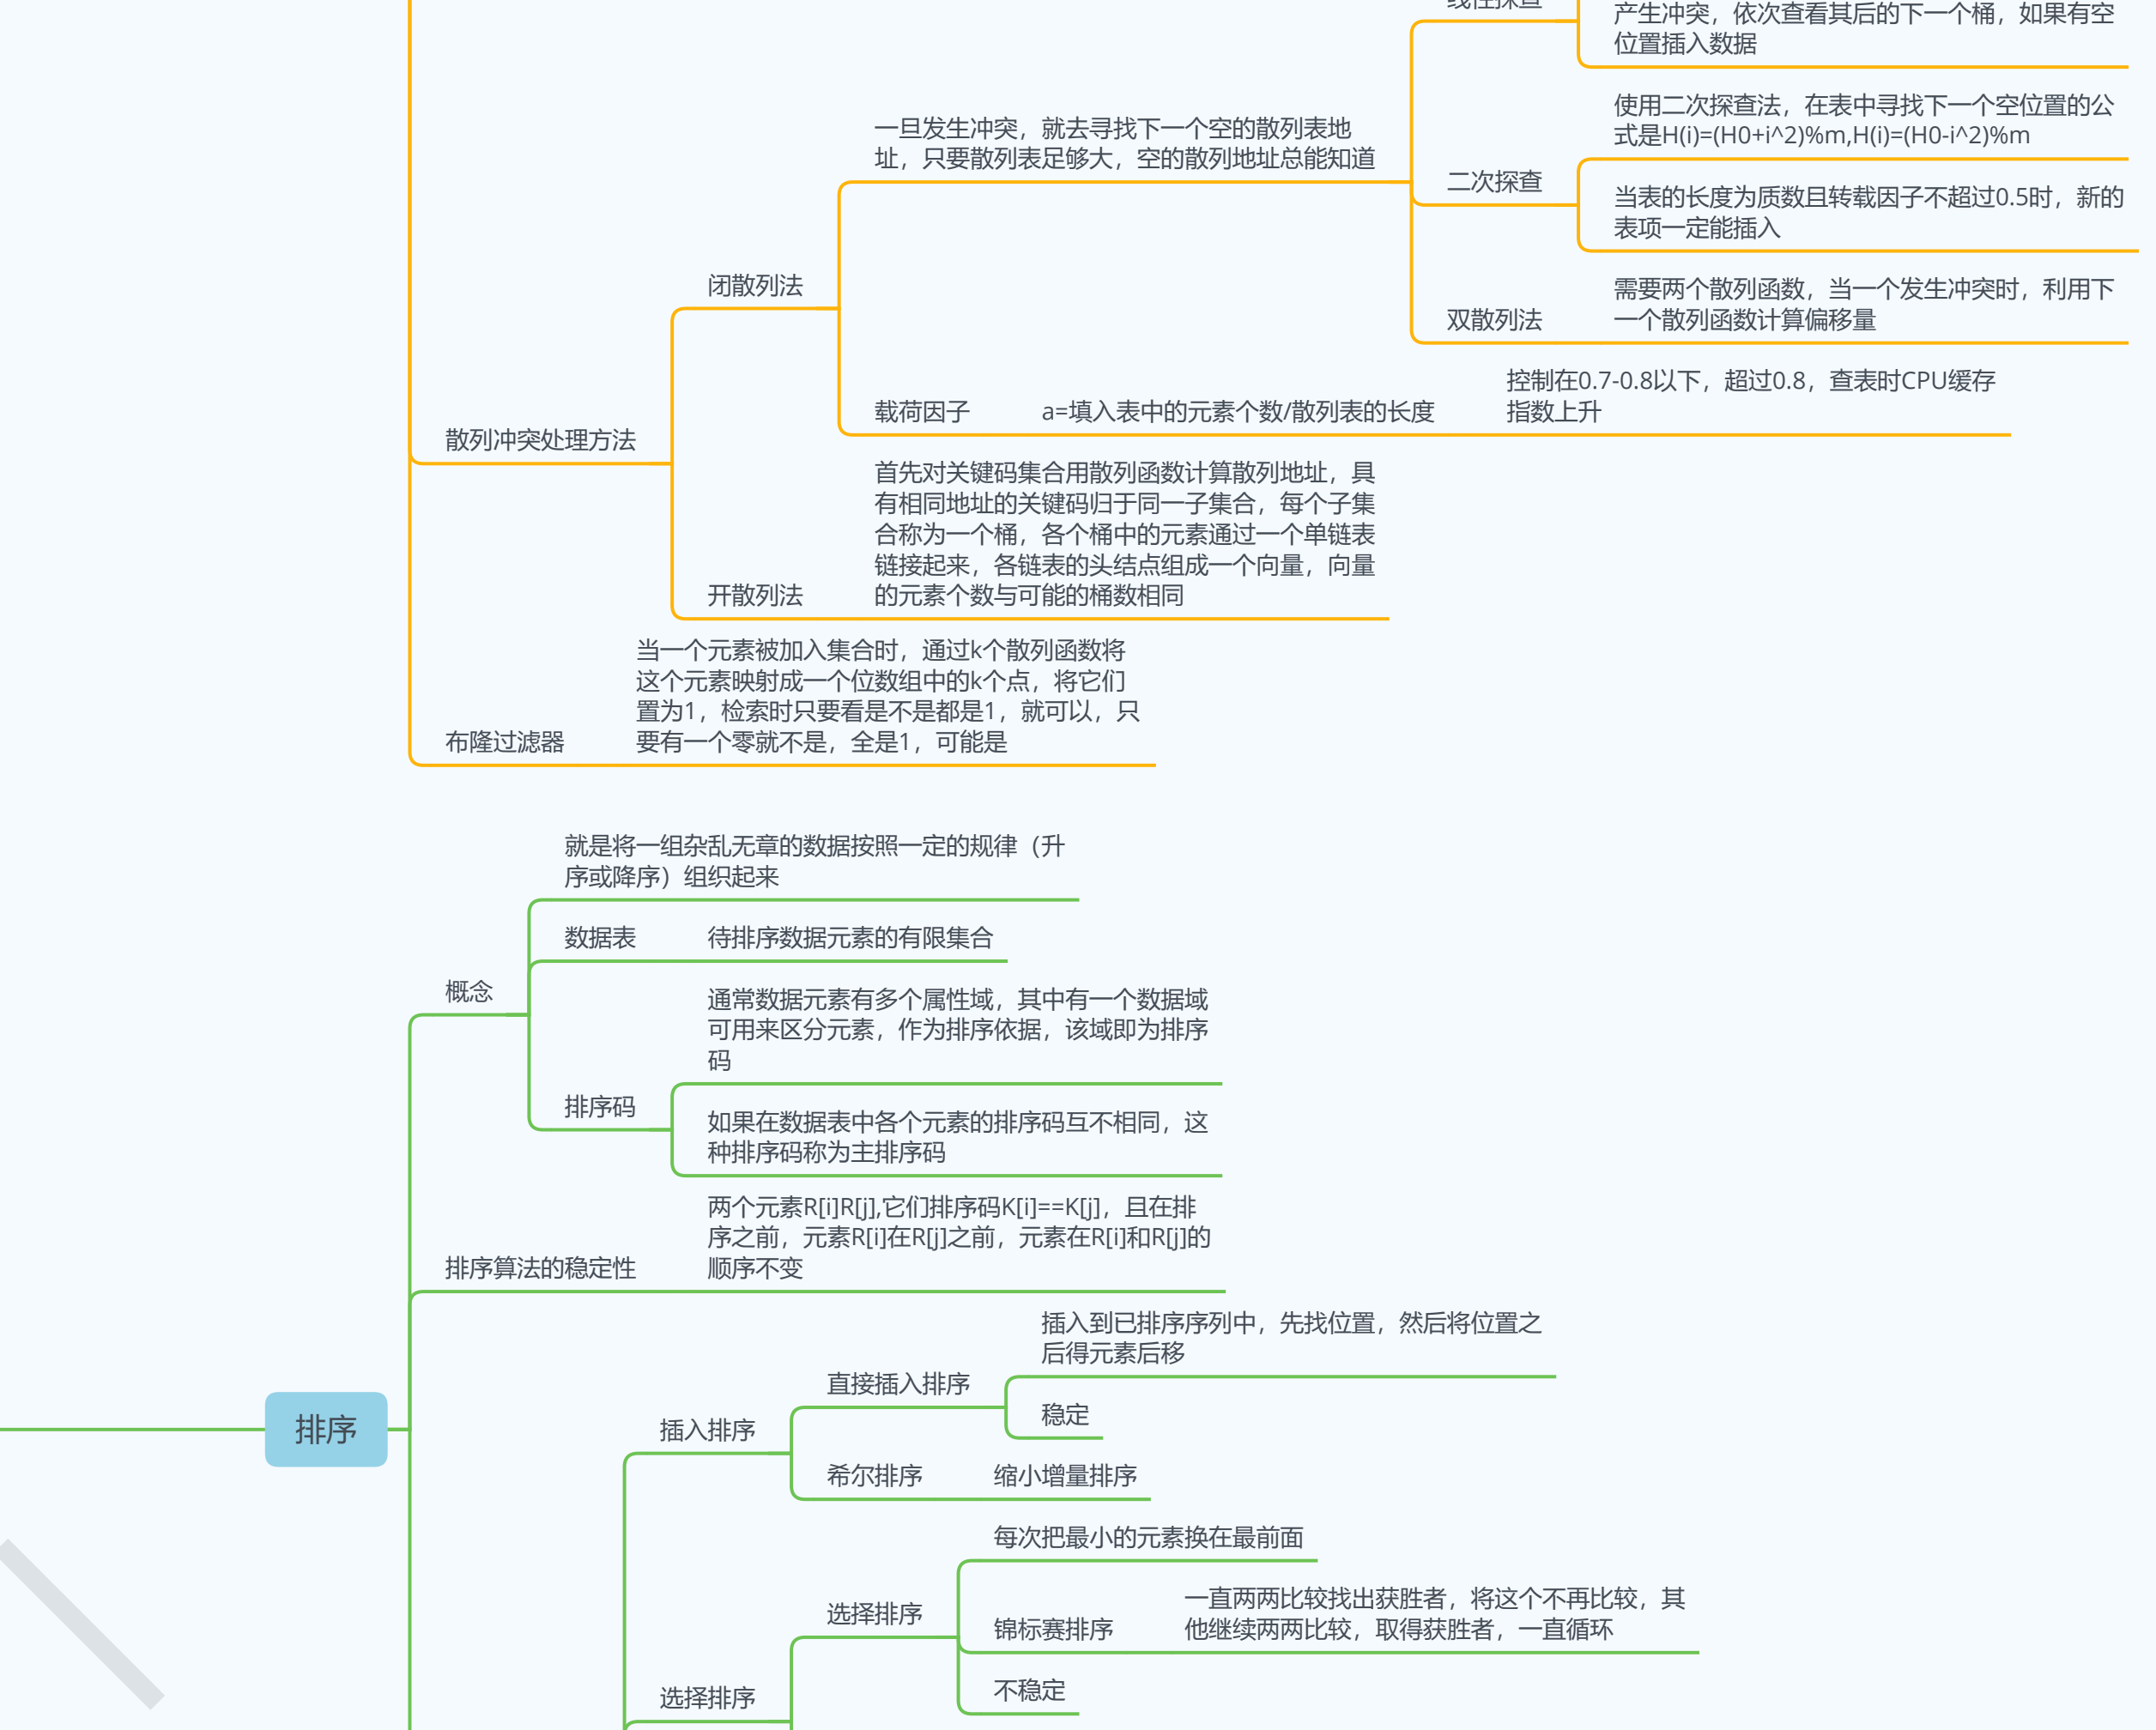 线性探查
产生冲突，依次查看其后的下一个桶，如果有空
位置插入数据
使用二次探查法，在表中寻找下一个空位置的公
式是H(i)=(H0+i^2)%m,H(i)=(H0-i^2)%m
一旦发生冲突，就去寻找下一个空的散列表地
址，只要散列表足够大，空的散列地址总能知道
二次探查
当表的长度为质数且转载因子不超过0.5时，新的
表项一定能插入
闭散列法
需要两个散列函数，当一个发生冲突时，利用下
一个散列函数计算偏移量
双散列法
控制在0.7-0.8以下，超过0.8，查表时CPU缓存
指数上升
载荷因子
a=填入表中的元素个数/散列表的长度
散列冲突处理方法
首先对关键码集合用散列函数计算散列地址，具
有相同地址的关键码归于同一子集合，每个子集
合称为一个桶，各个桶中的元素通过一个单链表
链接起来，各链表的头结点组成一个向量，向量
的元素个数与可能的桶数相同
开散列法
当一个元素被加入集合时，通过k个散列函数将
这个元素映射成一个位数组中的k个点，将它们
置为1，检索时只要看是不是都是1，就可以，只
要有一个零就不是，全是1，可能是
布隆过滤器
就是将一组杂乱无章的数据按照一定的规律（升
序或降序）组织起来
数据表
待排序数据元素的有限集合
概念
通常数据元素有多个属性域，其中有一个数据域
可用来区分元素，作为排序依据，该域即为排序
码
排序码
如果在数据表中各个元素的排序码互不相同，这
种排序码称为主排序码
两个元素R[i]R[j],它们排序码K[i]==K[j]，且在排
序之前，元素R[i]在R[j]之前，元素在R[i]和R[j]的
顺序不变
排序算法的稳定性
插入到已排序序列中，先找位置，然后将位置之
后得元素后移
直接插入排序
稳定
插入排序
排序
希尔排序
缩小增量排序
每次把最小的元素换在最前面
选择排序
一直两两比较找出获胜者，将这个不再比较，其
他继续两两比较，取得获胜者，一直循环
锦标赛排序
不稳定
选择排序